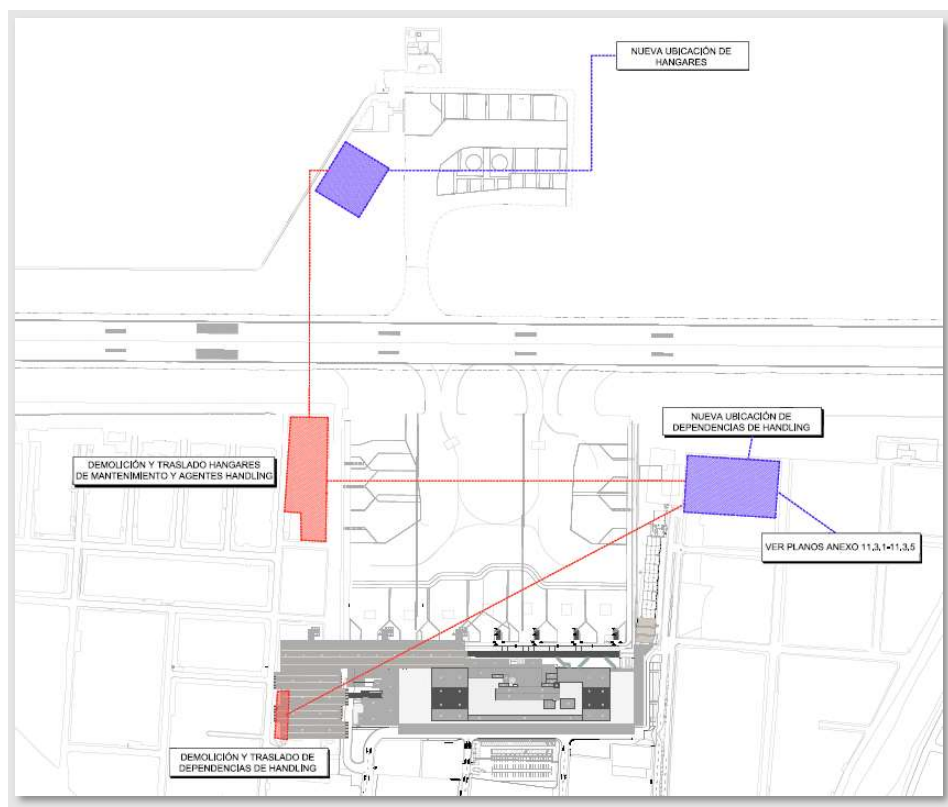 NUEVA UBICACIÓN DE
HANGARES
NUEVA UBICACIÓN DE
DEPENDENCIAS DE HANDLING
DEMOLICIÓN Y TRASLADO HANGARES
DE MANTENIMIENTO Y AGENTES HANDLING
VER PLANOS ANEXO 11,3,1-11,3,5
DEMOLICIÓN Y TRASLADO DE
DEPENDENCIAS DE HANDLING